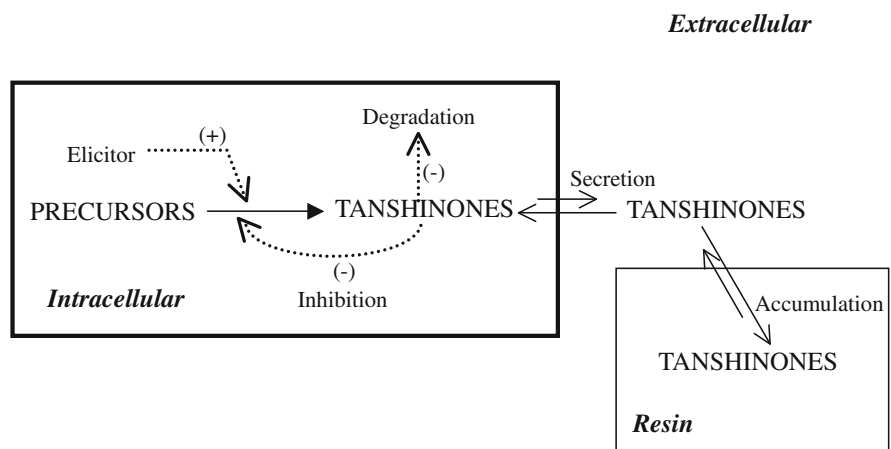 Extracellular
Degradation
(+)
Elicitor
(-)
Secretion
PRECURSORS
TANSHINONES
TANSHINONES
(-)
Inhibition
Intracellular
Accumulation
TANSHINONES
Resin